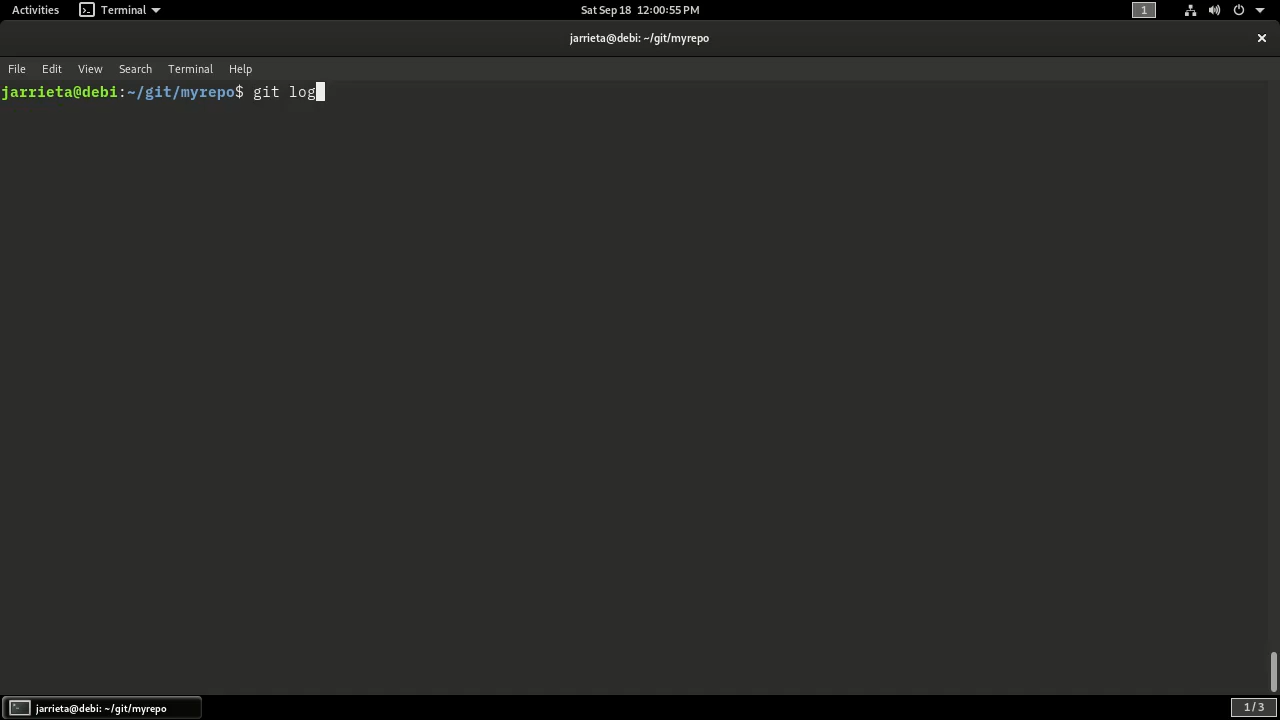 Activities Terminal Sat Sep 18 12:00:55 PM 1
jarrieta@debi: ~/git/myrepo
File Edit View Search Terminal Help
jarrieta@debi:~/git/myrepo$ git log
jarrieta@debi: ~/git/myrepo 1 / 3